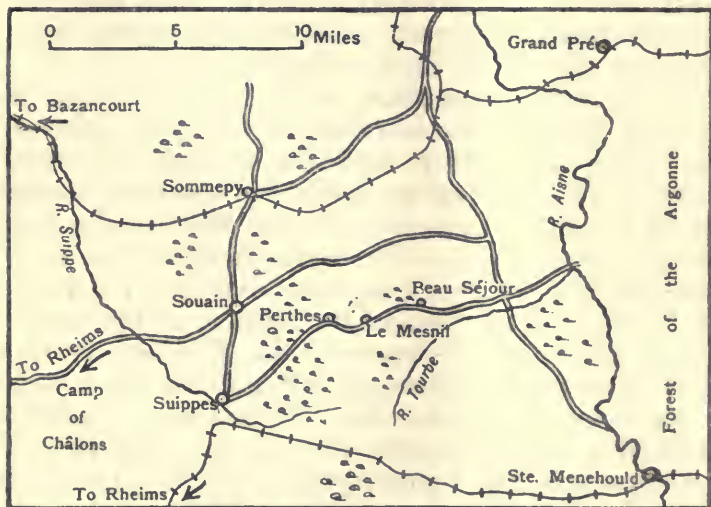 0 5 10 Miles
Grand Pré
To Bazancourt
R. Aisne
Sommepy
R. Suippe
Forest of the Argonne
Beau Séjour
Souain
Perthes
Le Mesnil
To Rheims
R. Tourbe
Camp
of
Châlons
Suippes
Ste. Menehould
To Rheims